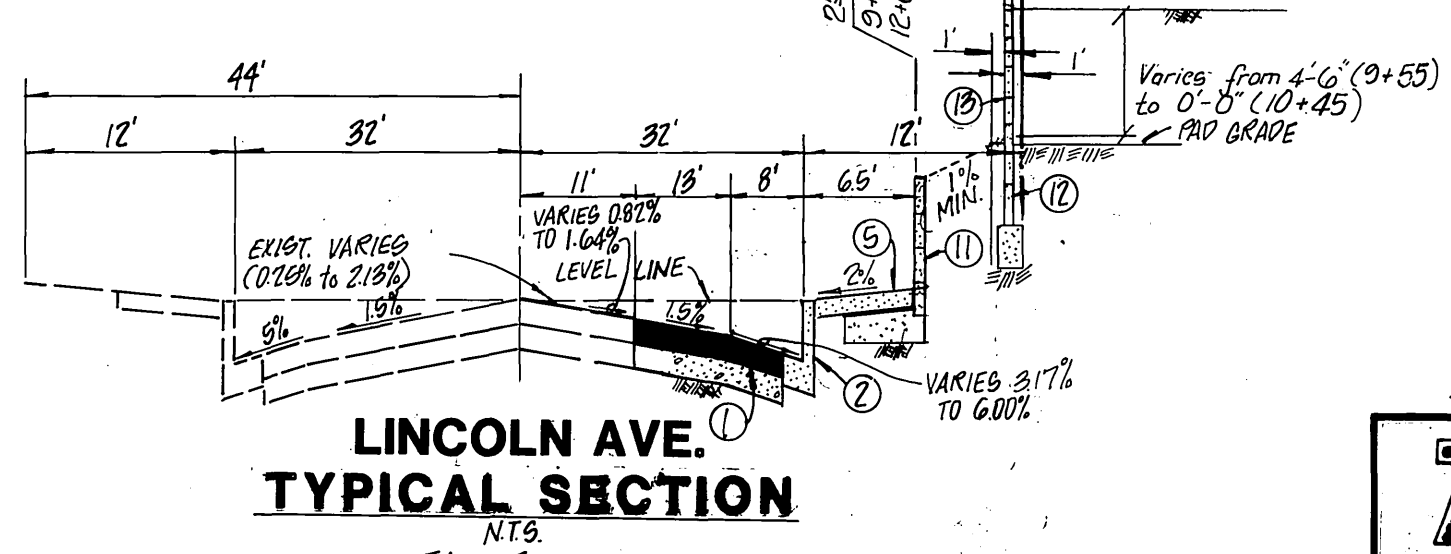 44'
12'
32'
32'
12'
11'
13'
8'
6.5'
1'
1'
Varies from 4'-6" (9+55)
to 0'-0" (10+45)
PAD GRADE
13
12
1%
MIN.
11
5
2%
VARIES 0.82%
TO 1.64%
LEVEL LINE
EXIST. VARIES
(0.25% to 2.13%)
1.5%
5%
1.5%
VARIES 3.17%
TO 6.00%
2
1
LINCOLN AVE.
TYPICAL SECTION
N.T.S.